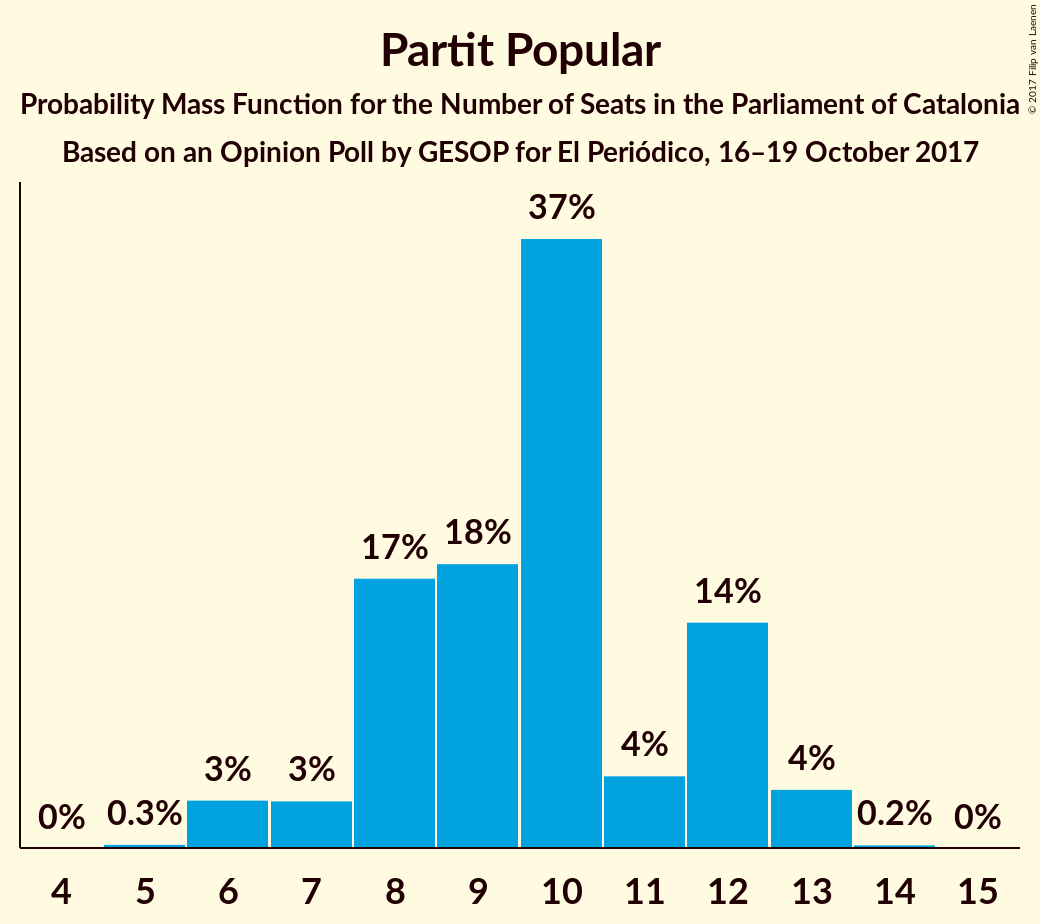 Partit Popular
Probability Mass Function for the Number of Seats in the Parliament of Catalonia
Based on an Opinion Poll by GESOP for El Periódico, 16–19 October 2017
© 2017 Filip van Laenen
0%
0.3%
3%
3%
17%
18%
37%
4%
14%
4%
0.2%
0%
4 5 6 7 8 9 10 11 12 13 14 15